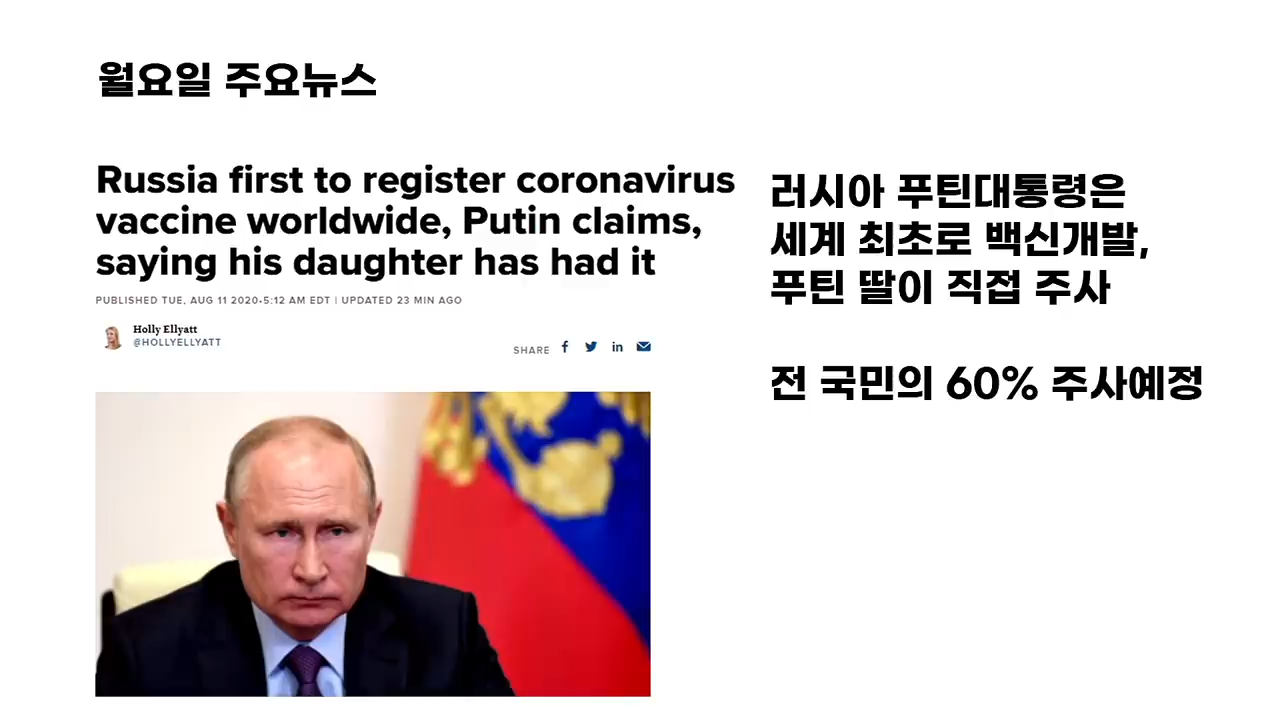 월요일 주요뉴스
Russia first to register coronavirus
vaccine worldwide, Putin claims,
saying his daughter has had it
PUBLISHED TUE, AUG 11 2020•5:12 AM EDT | UPDATED 23 MIN AGO
Holly Ellyatt
@HOLLYELLYATT
SHARE
러시아 푸틴대통령은
세계 최초로 백신개발,
푸틴 딸이 직접 주사
전 국민의 60% 주사예정